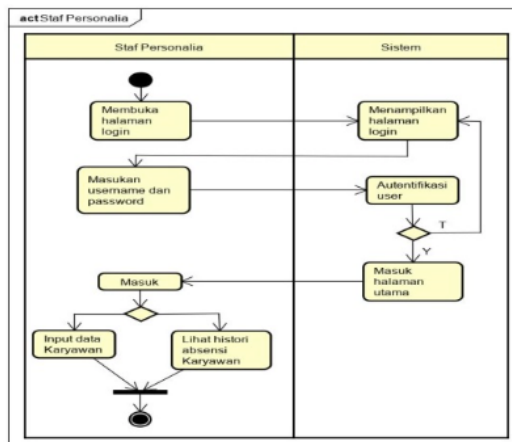 act Staf Personalia
Staf Personalia
Sistem
Membuka
halaman
login
Menampilkan
halaman
login
Masukan
username dan
password
Autentifikasi
user
T
Y
Masuk
halaman
utama
Masuk
Input data
Karyawan
Lihat histori
absensi
Karyawan